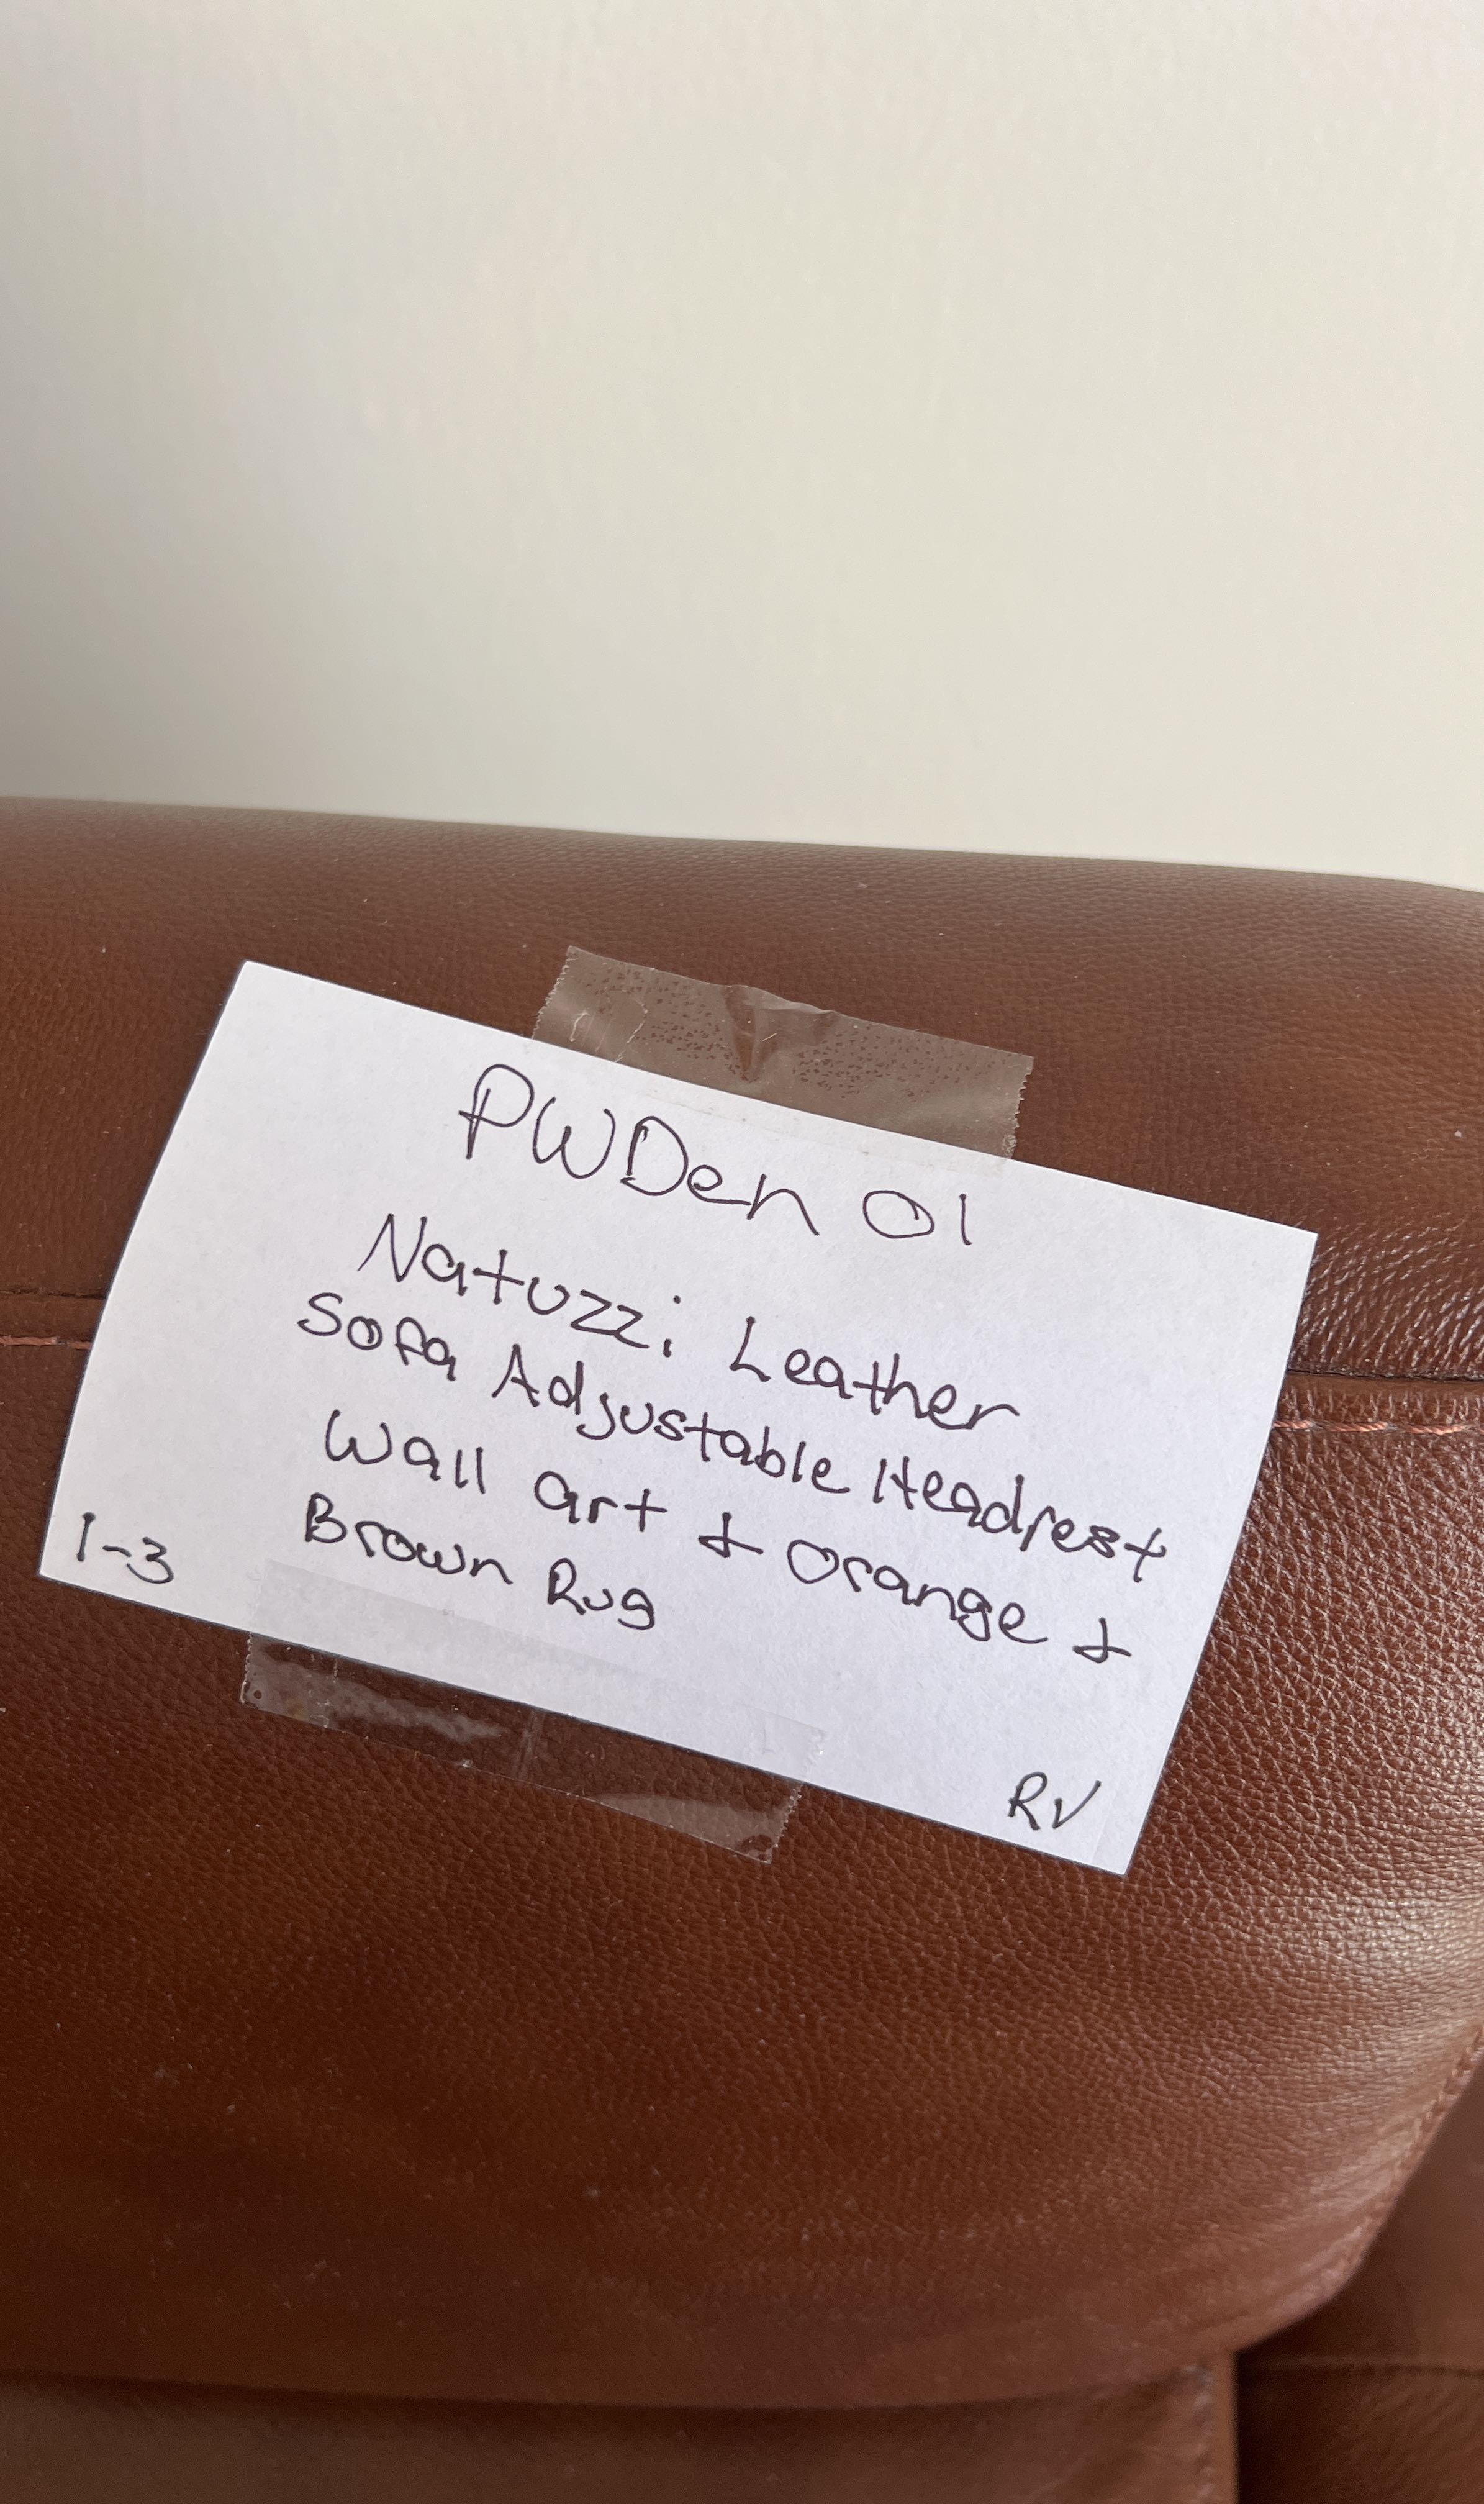 PWDen 01
Natuzzi Leather
Sofa Adjustable Headrest
Wall art & Orange &
Brown Rug
1-3
RV